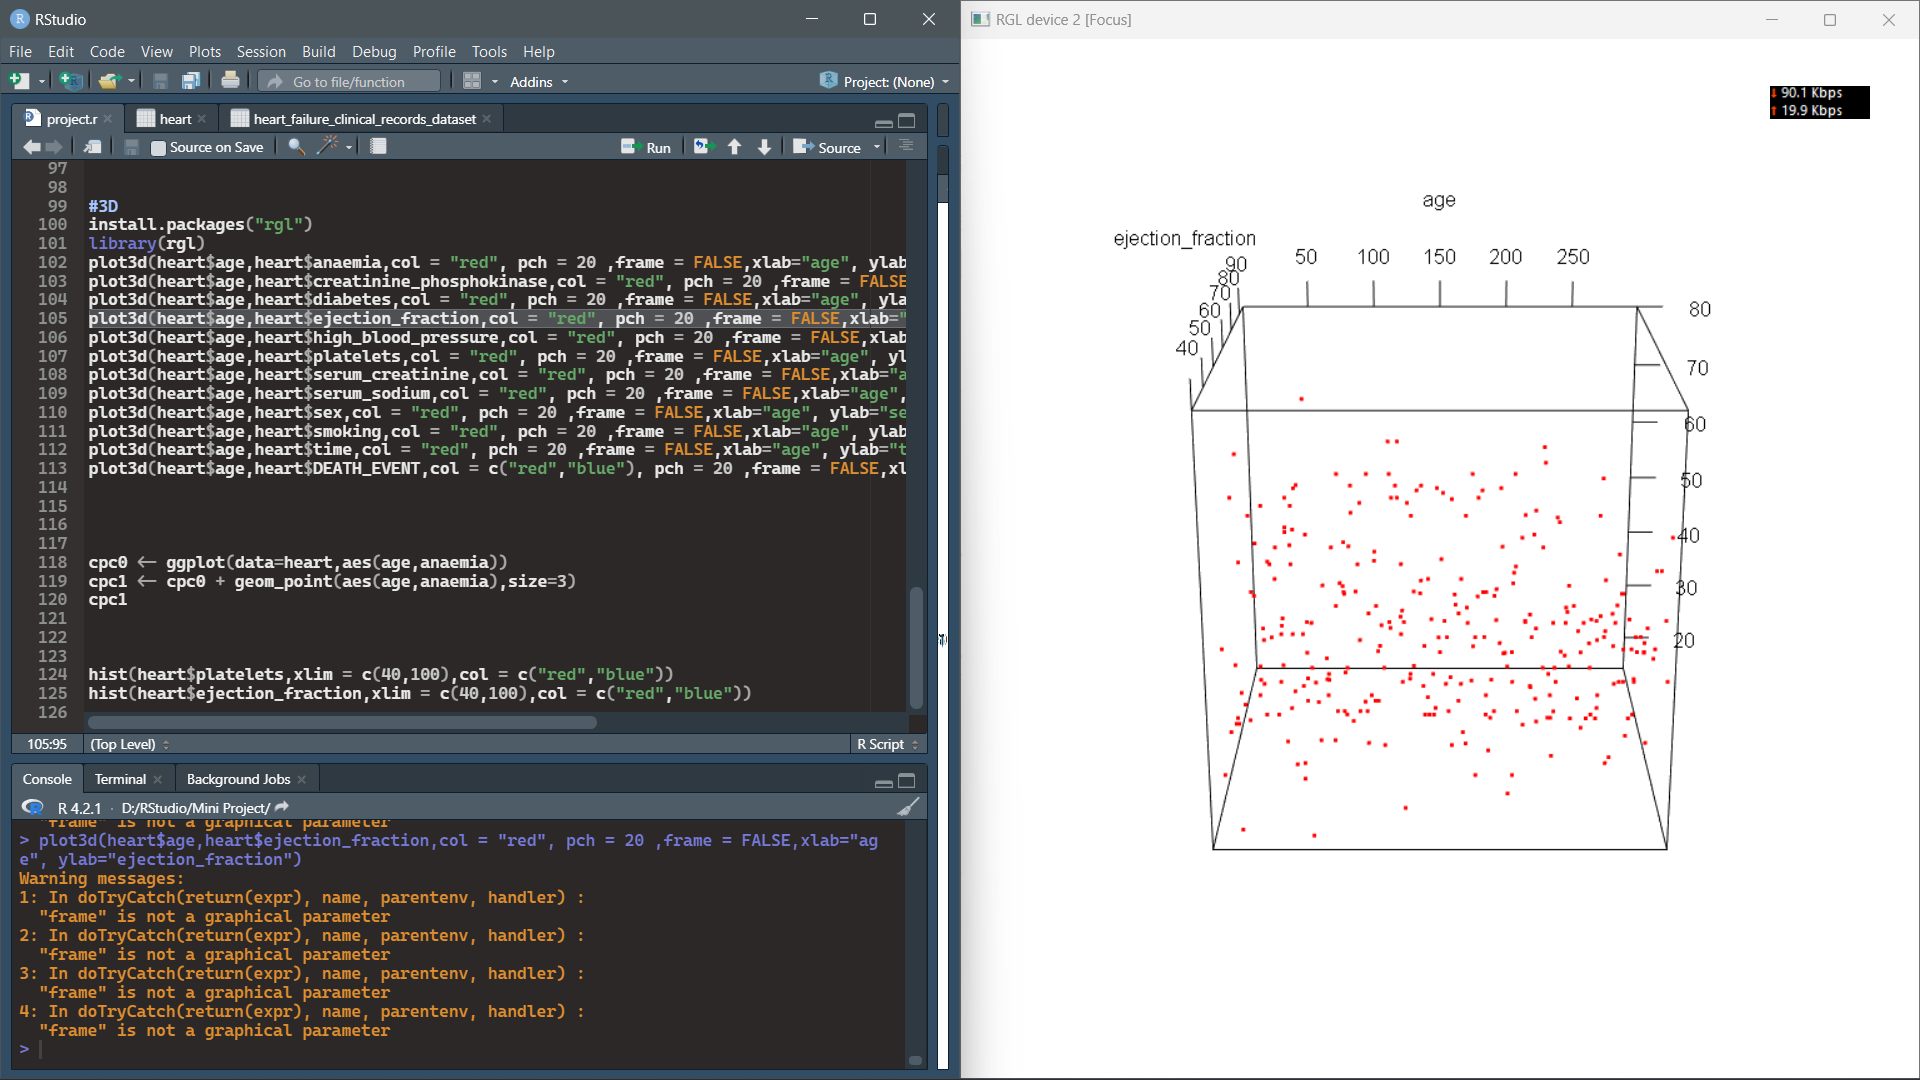 RStudio
File Edit Code View Plots Session Build Debug Profile Tools Help
Go to file/function Addins Project: (None)
project.r heart heart_failure_clinical_records_dataset
Source on Save Run Source
97
98
99 #3D
100 install.packages("rgl")
101 library(rgl)
102 plot3d(heart$age,heart$anaemia,col = "red", pch = 20 ,frame = FALSE,xlab="age", ylab
103 plot3d(heart$age,heart$creatinine_phosphokinase,col = "red", pch = 20 ,frame = FALSE
104 plot3d(heart$age,heart$diabetes,col = "red", pch = 20 ,frame = FALSE,xlab="age", yla
105 plot3d(heart$age,heart$ejection_fraction,col = "red", pch = 20 ,frame = FALSE,xlab="
106 plot3d(heart$age,heart$high_blood_pressure,col = "red", pch = 20 ,frame = FALSE,xlab
107 plot3d(heart$age,heart$platelets,col = "red", pch = 20 ,frame = FALSE,xlab="age", yl
108 plot3d(heart$age,heart$serum_creatinine,col = "red", pch = 20 ,frame = FALSE,xlab="a
109 plot3d(heart$age,heart$serum_sodium,col = "red", pch = 20 ,frame = FALSE,xlab="age",
110 plot3d(heart$age,heart$sex,col = "red", pch = 20 ,frame = FALSE,xlab="age", ylab="se
111 plot3d(heart$age,heart$smoking,col = "red", pch = 20 ,frame = FALSE,xlab="age", ylab
112 plot3d(heart$age,heart$time,col = "red", pch = 20 ,frame = FALSE,xlab="age", ylab="t
113 plot3d(heart$age,heart$DEATH_EVENT,col = c("red","blue"), pch = 20 ,frame = FALSE,xl
114
115
116
117
118 cpc0 <- ggplot(data=heart,aes(age,anaemia))
119 cpc1 <- cpc0 + geom_point(aes(age,anaemia),size=3)
120 cpc1
121
122
123
124 hist(heart$platelets,xlim = c(40,100),col = c("red","blue"))
125 hist(heart$ejection_fraction,xlim = c(40,100),col = c("red","blue"))
126
105:95 (Top Level) R Script
Console Terminal Background Jobs
R 4.2.1 · D:/RStudio/Mini Project/
"frame" is not a graphical parameter
> plot3d(heart$age,heart$ejection_fraction,col = "red", pch = 20 ,frame = FALSE,xlab="ag
e", ylab="ejection_fraction")
Warning messages:
1: In doTryCatch(return(expr), name, parentenv, handler) :
"frame" is not a graphical parameter
2: In doTryCatch(return(expr), name, parentenv, handler) :
"frame" is not a graphical parameter
3: In doTryCatch(return(expr), name, parentenv, handler) :
"frame" is not a graphical parameter
4: In doTryCatch(return(expr), name, parentenv, handler) :
"frame" is not a graphical parameter
>
RGL device 2 [Focus]
90.1 Kbps
19.9 Kbps
age
ejection_fraction
50 100 150 200 250
90
80
70
60
50
40
80
70
60
50
40
30
20